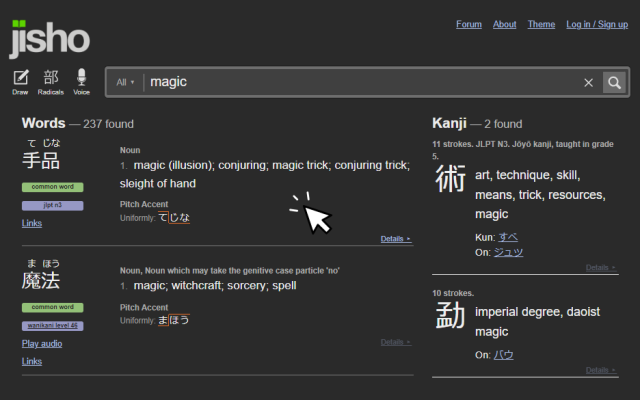 Forum About Theme Log in / Sign up
jisho
Draw Radicals Voice
部
All magic
Words — 237 found
て じな
手品
common word
jlpt n3
Links
Noun
1. magic (illusion); conjuring; magic trick; conjuring trick;
sleight of hand
Pitch Accent
Uniformly: てじな
Details
ま ほう
魔法
common word
wanikani level 46
Play audio
Links
Noun, Noun which may take the genitive case particle 'no'
1. magic; witchcraft; sorcery; spell
Pitch Accent
Uniformly: まほう
Details
Kanji — 2 found
11 strokes. JLPT N3. Jōyō kanji, taught in grade
5.
術
art, technique, skill,
means, trick, resources,
magic
Kun: すべ
On: ジュツ
Details
10 strokes.
勐
imperial degree, daoist
magic
On: バウ
Details